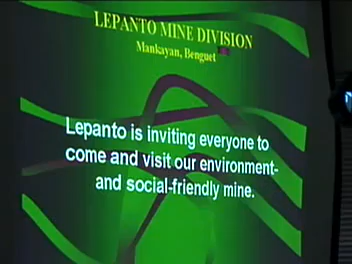 LEPANTO MINE DIVISION
Mankayan, Benguet
Lepanto is inviting everyone to
come and visit our environment-
and social-friendly mine.